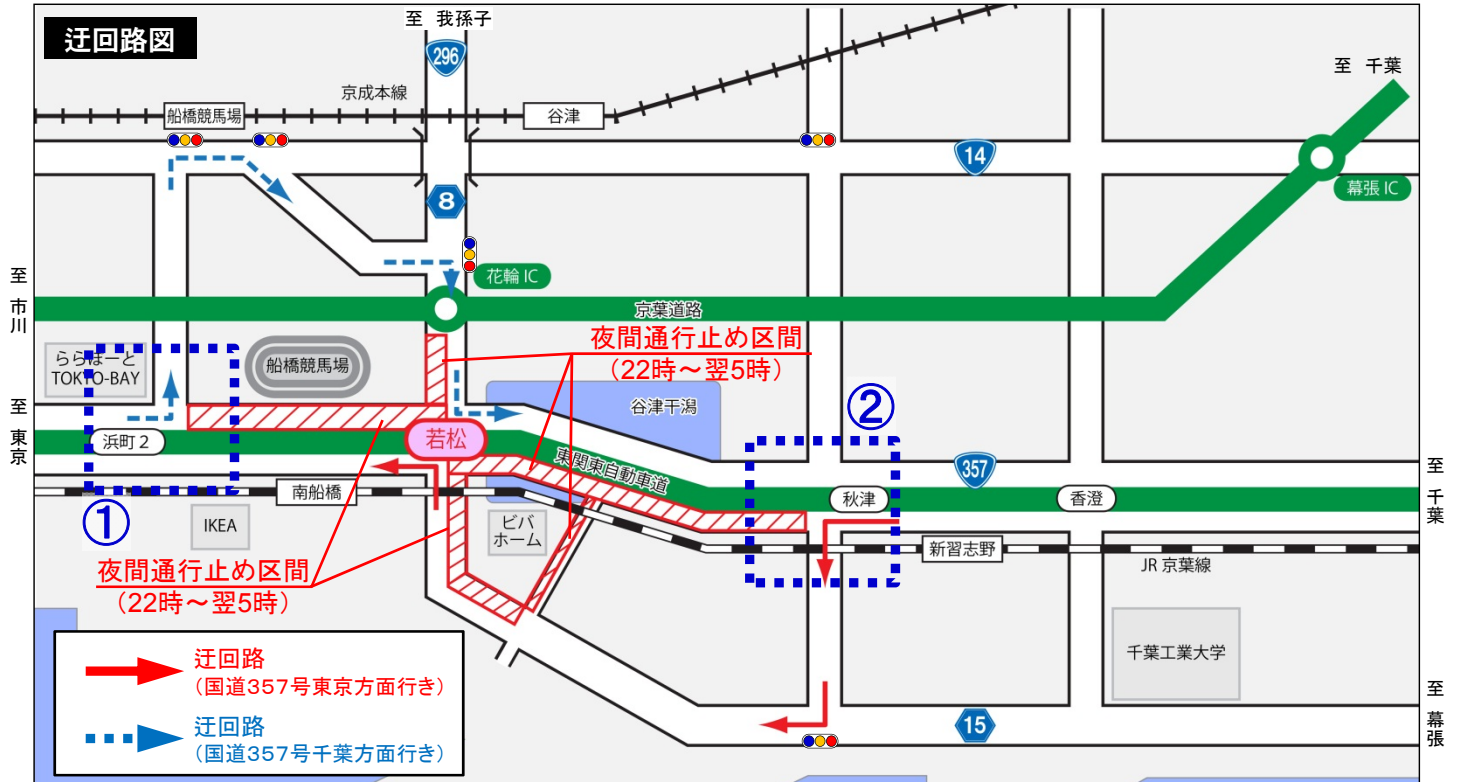 迂回路図
至 我孫子
296
京成本線
船橋競馬場
谷津
至 千葉
14
幕張 IC
8
花輪 IC
至 市川
京葉道路
夜間通行止め区間
(22時～翌5時)
ららぽーと
TOKYO-BAY
船橋競馬場
谷津干潟
②
至 東京
浜町 2
若松
東関東自動車道
357
秋津
香澄
至 千葉
①
南船橋
IKEA
ビバ
ホーム
新習志野
JR 京葉線
夜間通行止め区間
(22時～翌5時)
千葉工業大学
迂回路
(国道357号東京方面行き)
迂回路
(国道357号千葉方面行き)
15
至 幕張